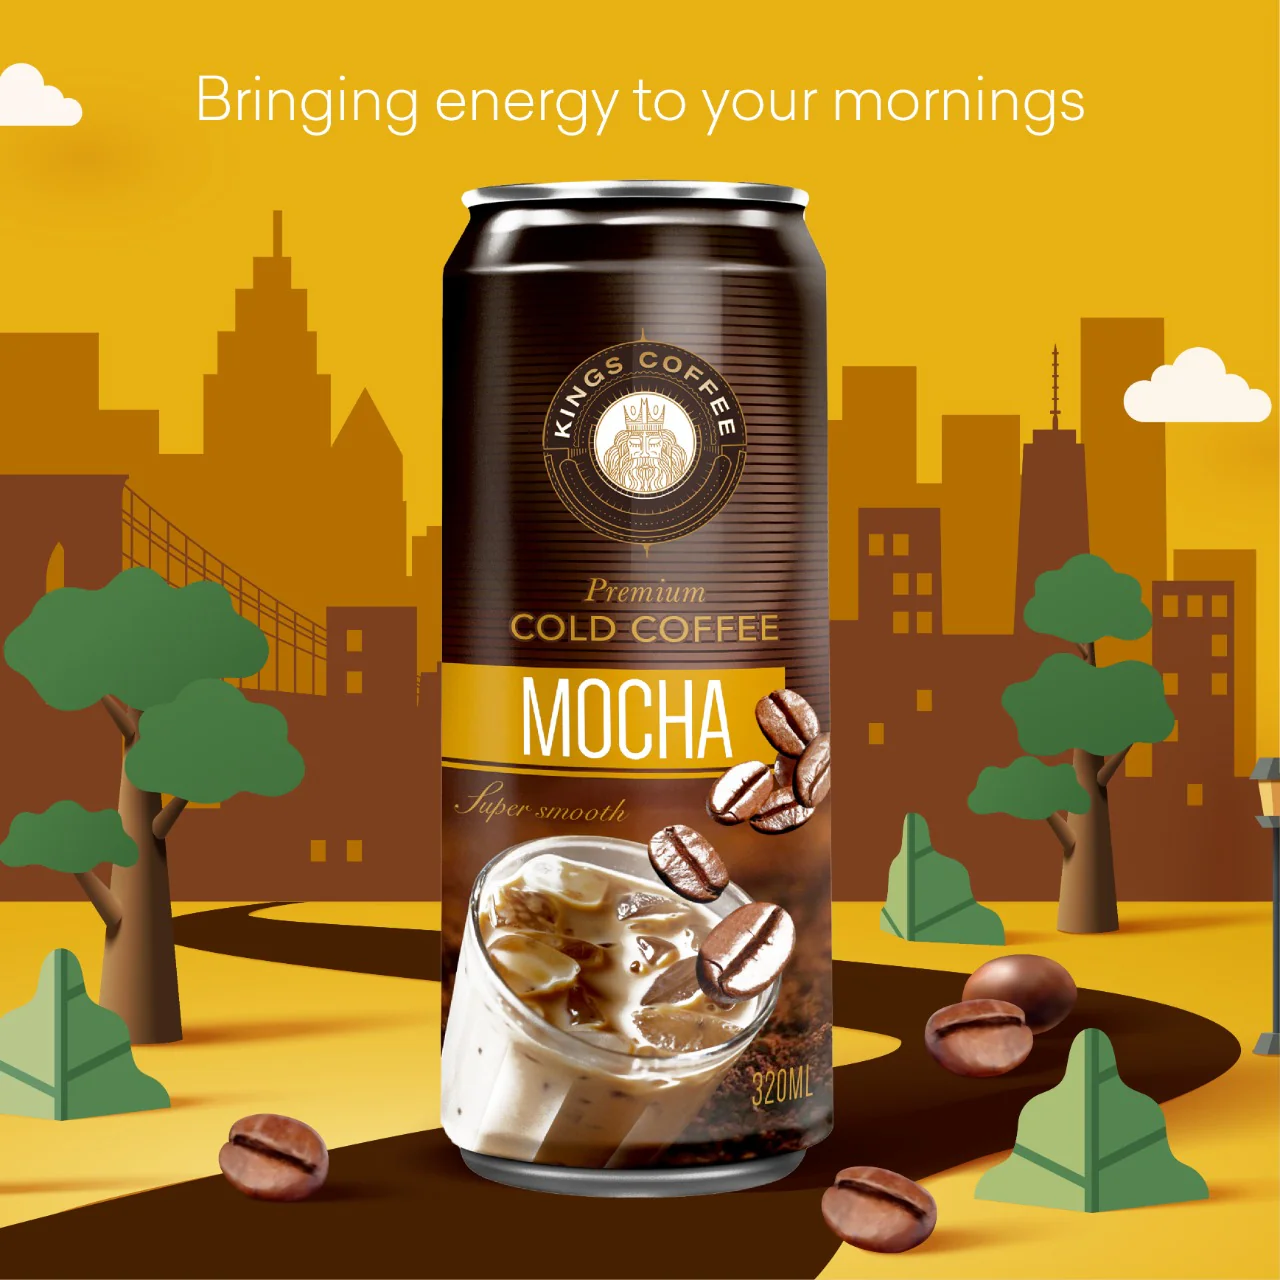 Bringing energy to your mornings
KINGS COFFEE
Premium
COLD COFFEE
MOCHA
Super smooth
320ML